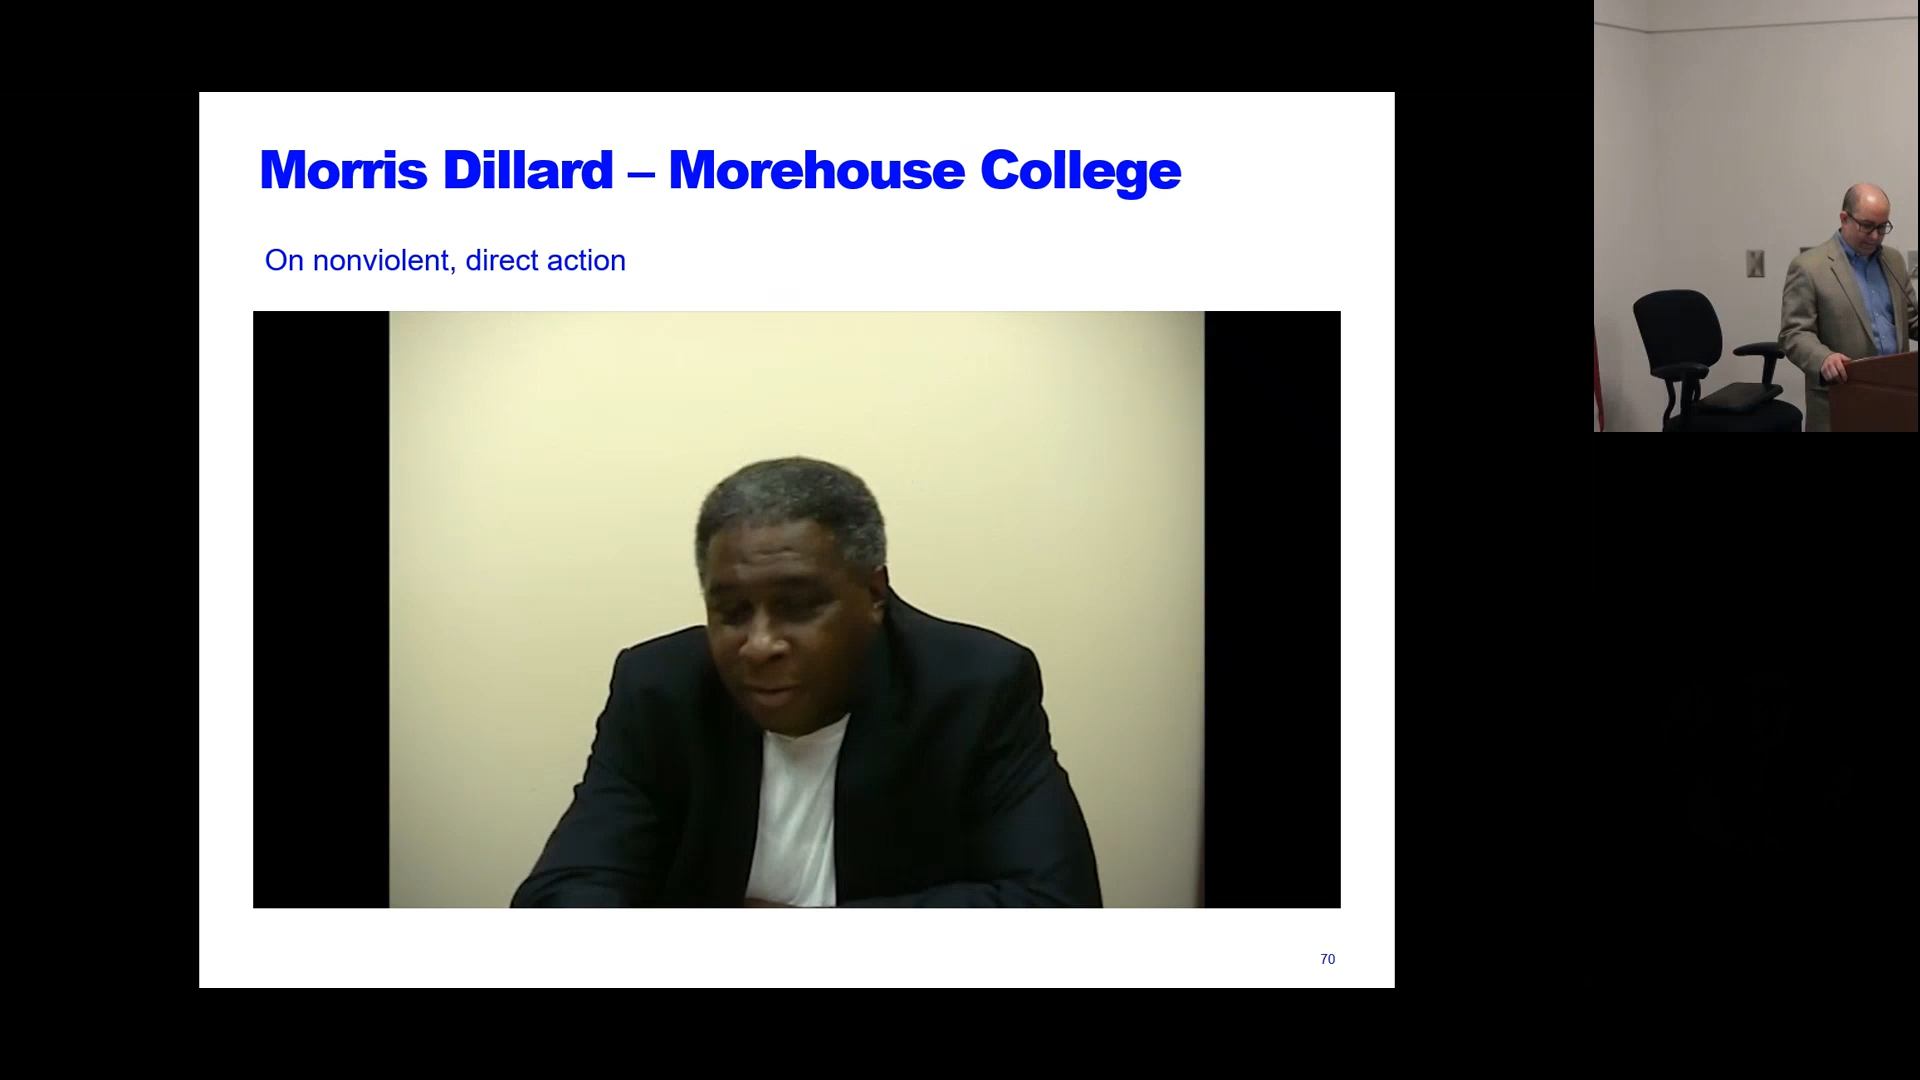 Morris Dillard – Morehouse College
On nonviolent, direct action
70